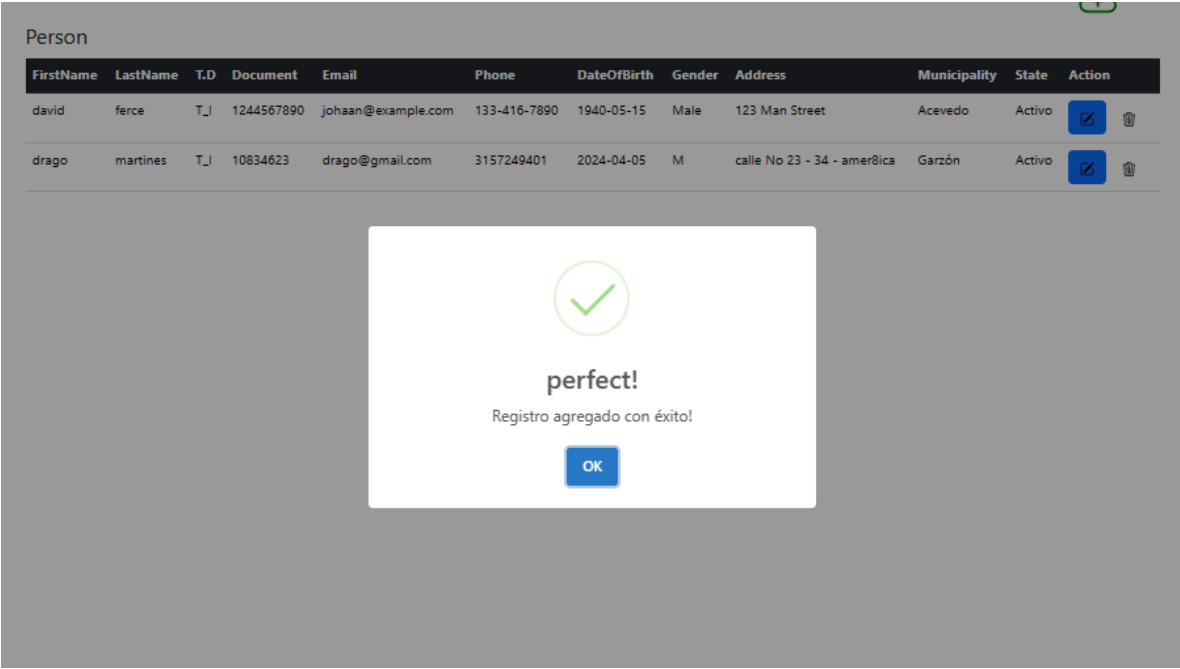 Person
FirstName LastName T.D Document Email Phone DateOfBirth Gender Address Municipality State Action
david ferce T_I 1244567890 johaan@example.com 133-416-7890 1940-05-15 Male 123 Man Street Acevedo Activo
drago martines T_I 10834623 drago@gmail.com 3157249401 2024-04-05 M calle No 23 - 34 - amer8ica Garzón Activo
perfect!
Registro agregado con éxito!
OK